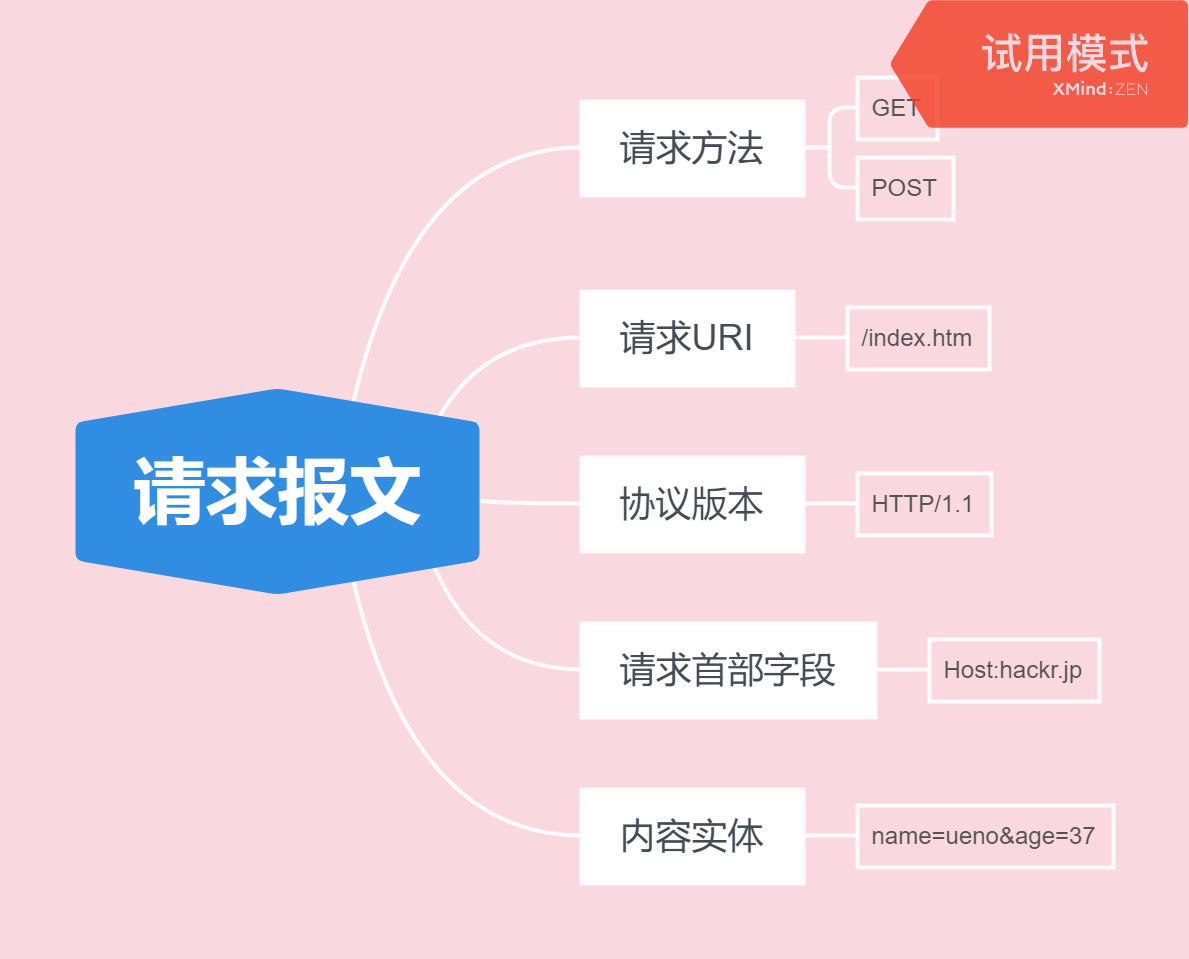 试用模式
XMind:ZEN
GET
请求方法
POST
请求URI
/index.htm
请求报文
协议版本
HTTP/1.1
请求首部字段
Host:hackr.jp
内容实体
name=ueno&age=37